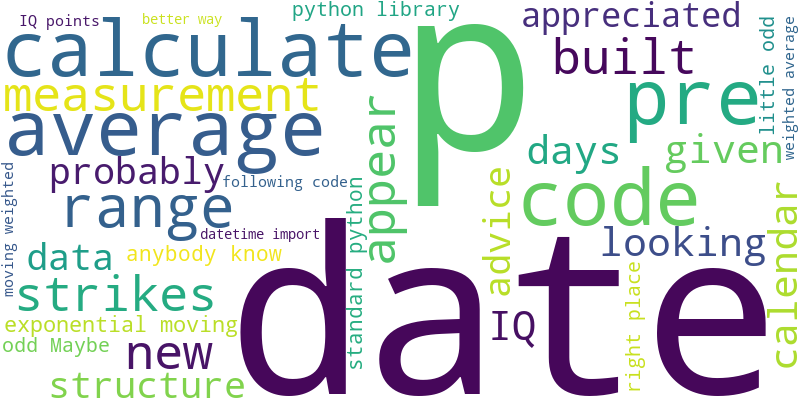 IQ points
better way
python library
appreciated
calculate
p
built
little odd
weighted average
measurement
pre
average
appear
days
given
probably
following code
moving weighted
range
code
advice
calendar
datetime import
standard python
looking
data
anybody know
date
strikes
right place
exponential moving
IQ
odd Maybe
new
structure